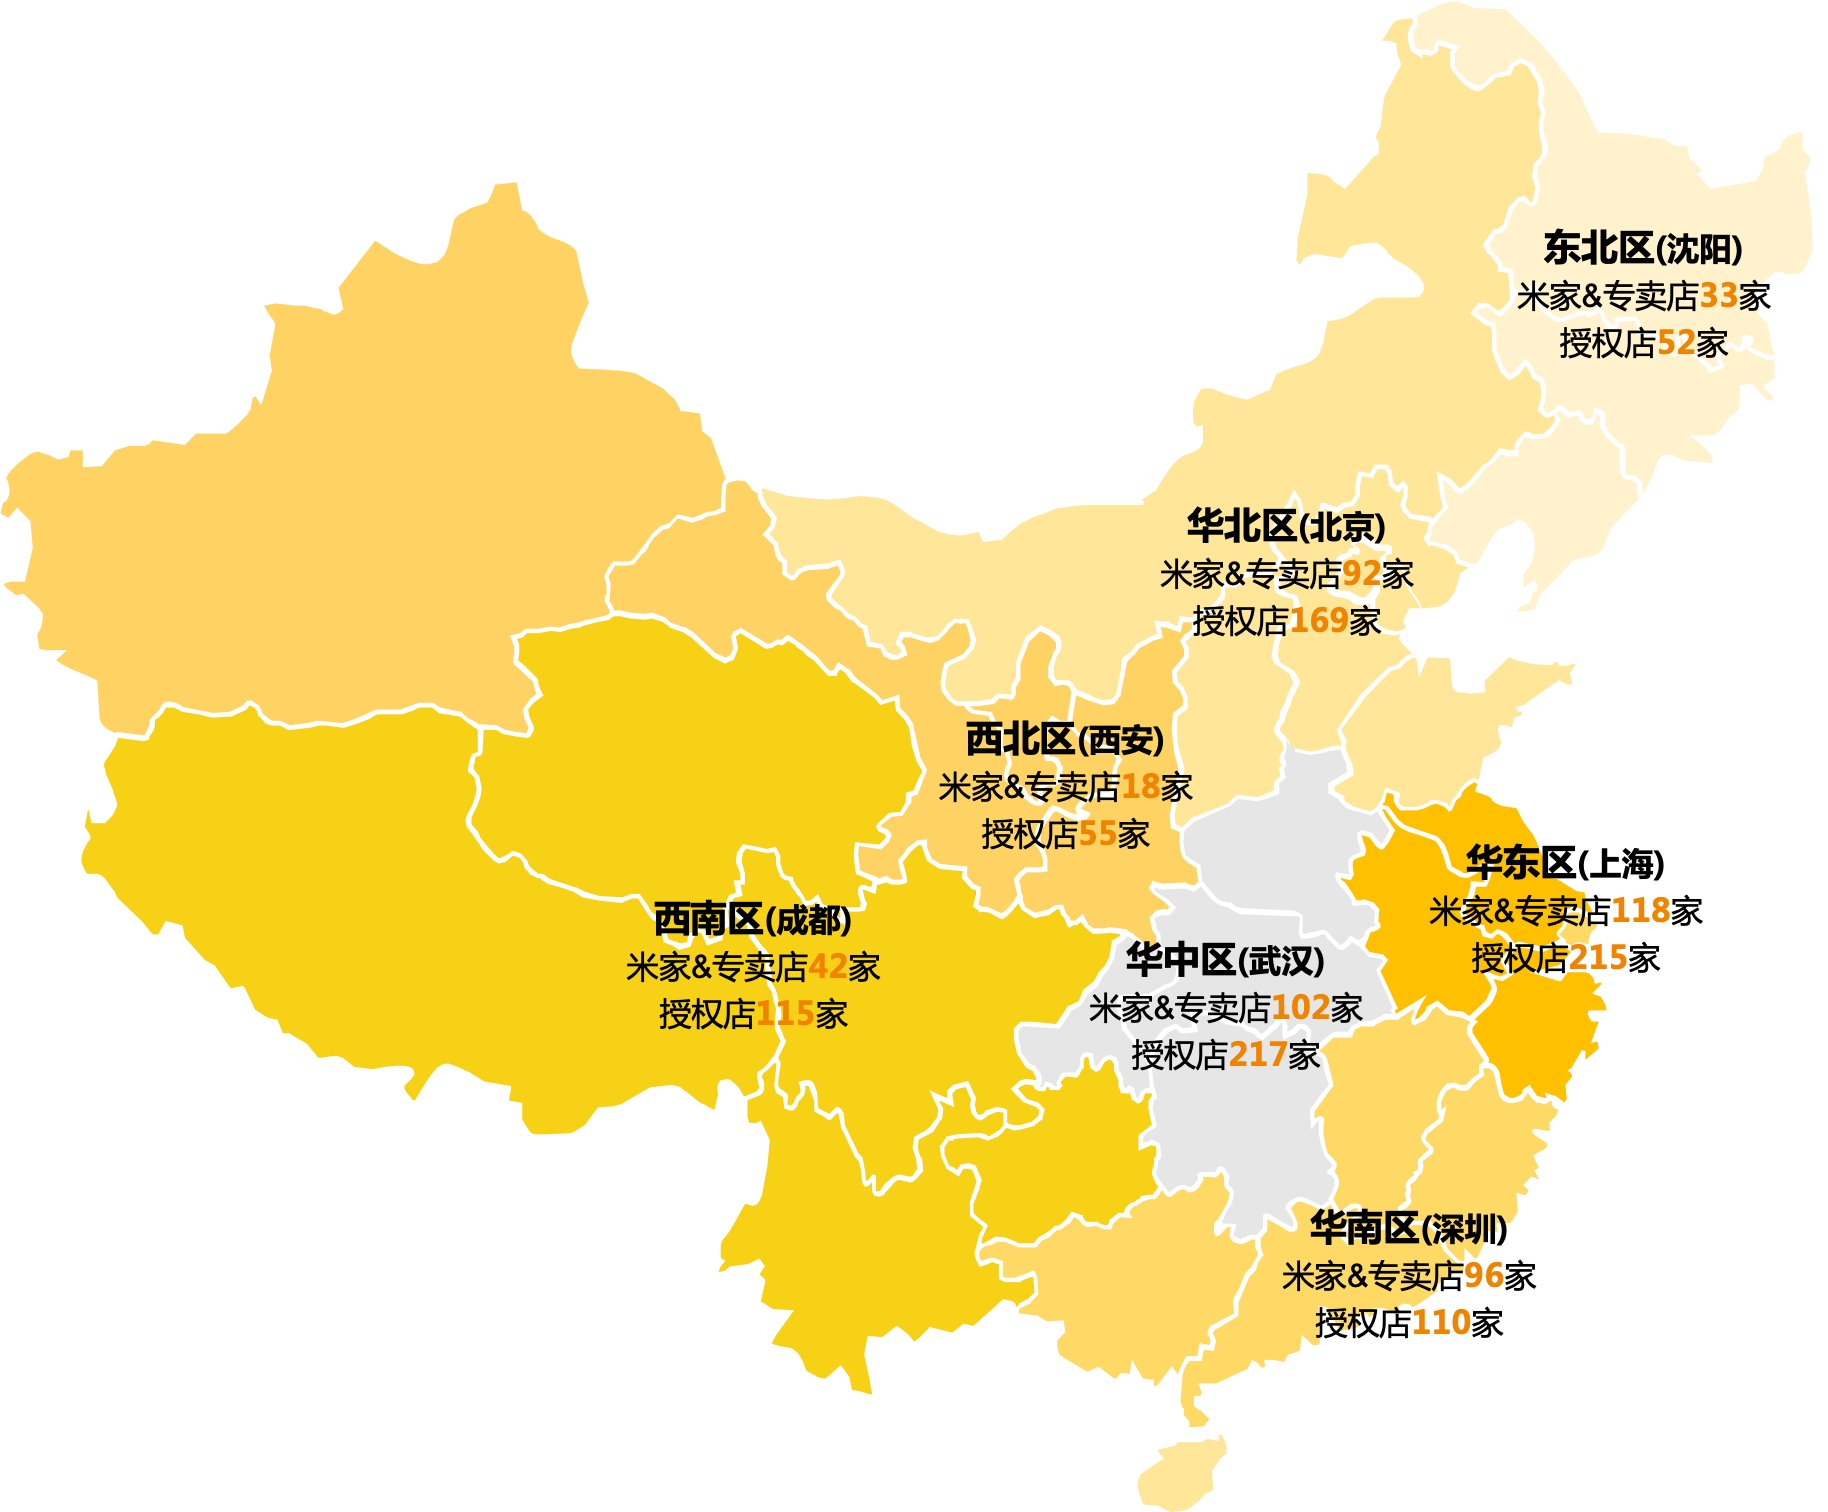 东北区(沈阳)
米家&专卖店33家
授权店52家
华北区(北京)
米家&专卖店92家
授权店169家
西北区(西安)
米家&专卖店18家
授权店55家
华东区(上海)
米家&专卖店118家
授权店215家
西南区(成都)
米家&专卖店42家
授权店115家
华中区(武汉)
米家&专卖店102家
授权店217家
华南区(深圳)
米家&专卖店96家
授权店110家